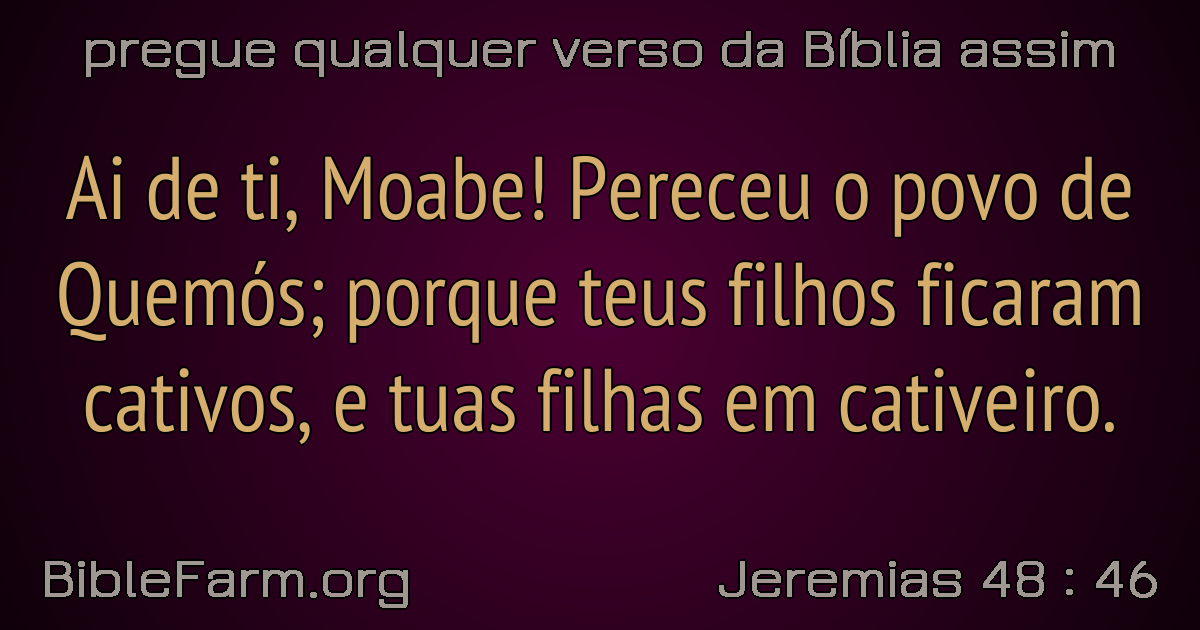 pregue qualquer verso da Bíblia assim
Ai de ti, Moabe! Pereceu o povo de
Quemós; porque teus filhos ficaram
cativos, e tuas filhas em cativeiro.
BibleFarm.org
Jeremias 48 : 46